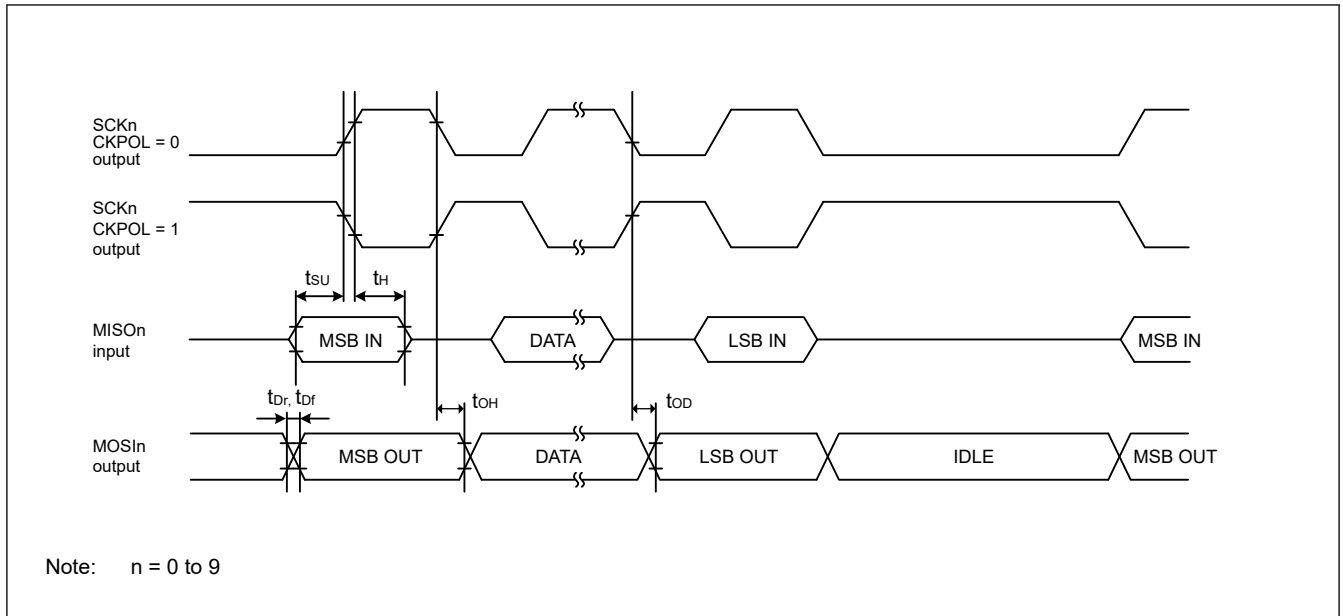 SCKn
CKPOL = 0
output
SCKn
CKPOL = 1
output
tSU
tH
MISOn
input
MSB IN
DATA
LSB IN
MSB IN
tDr, tDf
tOH
tOD
MOSIn
output
MSB OUT
DATA
LSB OUT
IDLE
MSB OUT
Note: n = 0 to 9